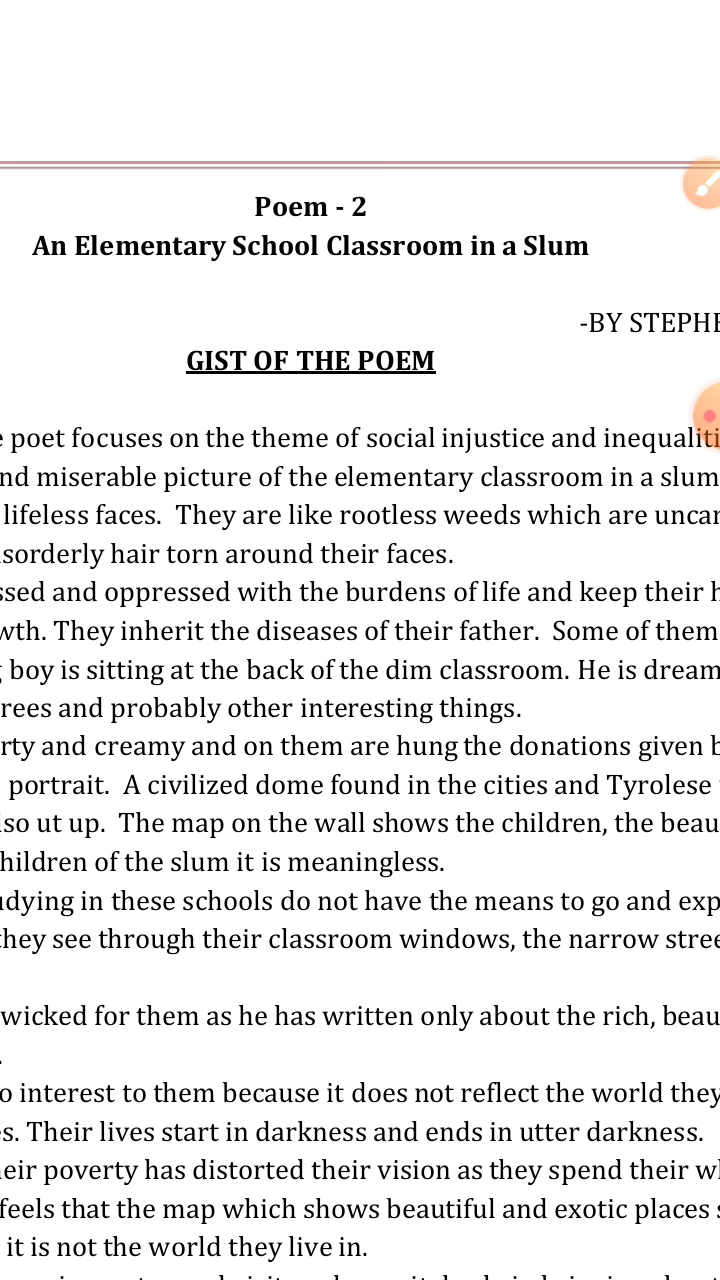 Poem - 2
An Elementary School Classroom in a Slum
-BY STEPHE
GIST OF THE POEM
e poet focuses on the theme of social injustice and inequaliti
nd miserable picture of the elementary classroom in a slum
lifeless faces. They are like rootless weeds which are uncar
isorderly hair torn around their faces.
ssed and oppressed with the burdens of life and keep their h
wth. They inherit the diseases of their father. Some of them
boy is sitting at the back of the dim classroom. He is dream
rees and probably other interesting things.
rty and creamy and on them are hung the donations given b
portrait. A civilized dome found in the cities and Tyrolese
lso ut up. The map on the wall shows the children, the beau
hildren of the slum it is meaningless.
udying in these schools do not have the means to go and exp
they see through their classroom windows, the narrow stree
wicked for them as he has written only about the rich, beau
.
o interest to them because it does not reflect the world they
es. Their lives start in darkness and ends in utter darkness.
heir poverty has distorted their vision as they spend their wh
feels that the map which shows beautiful and exotic places s
it is not the world they live in.